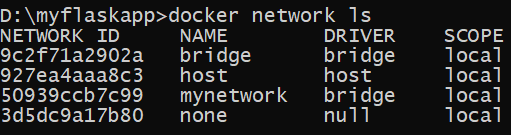 D:\myflaskapp>docker network ls
NETWORK ID     NAME        DRIVER    SCOPE
9c2f71a2902a   bridge      bridge    local
927ea4aaa8c3   host        host      local
50939ccb7c99   mynetwork   bridge    local
3d5dc9a17b80   none        null      local